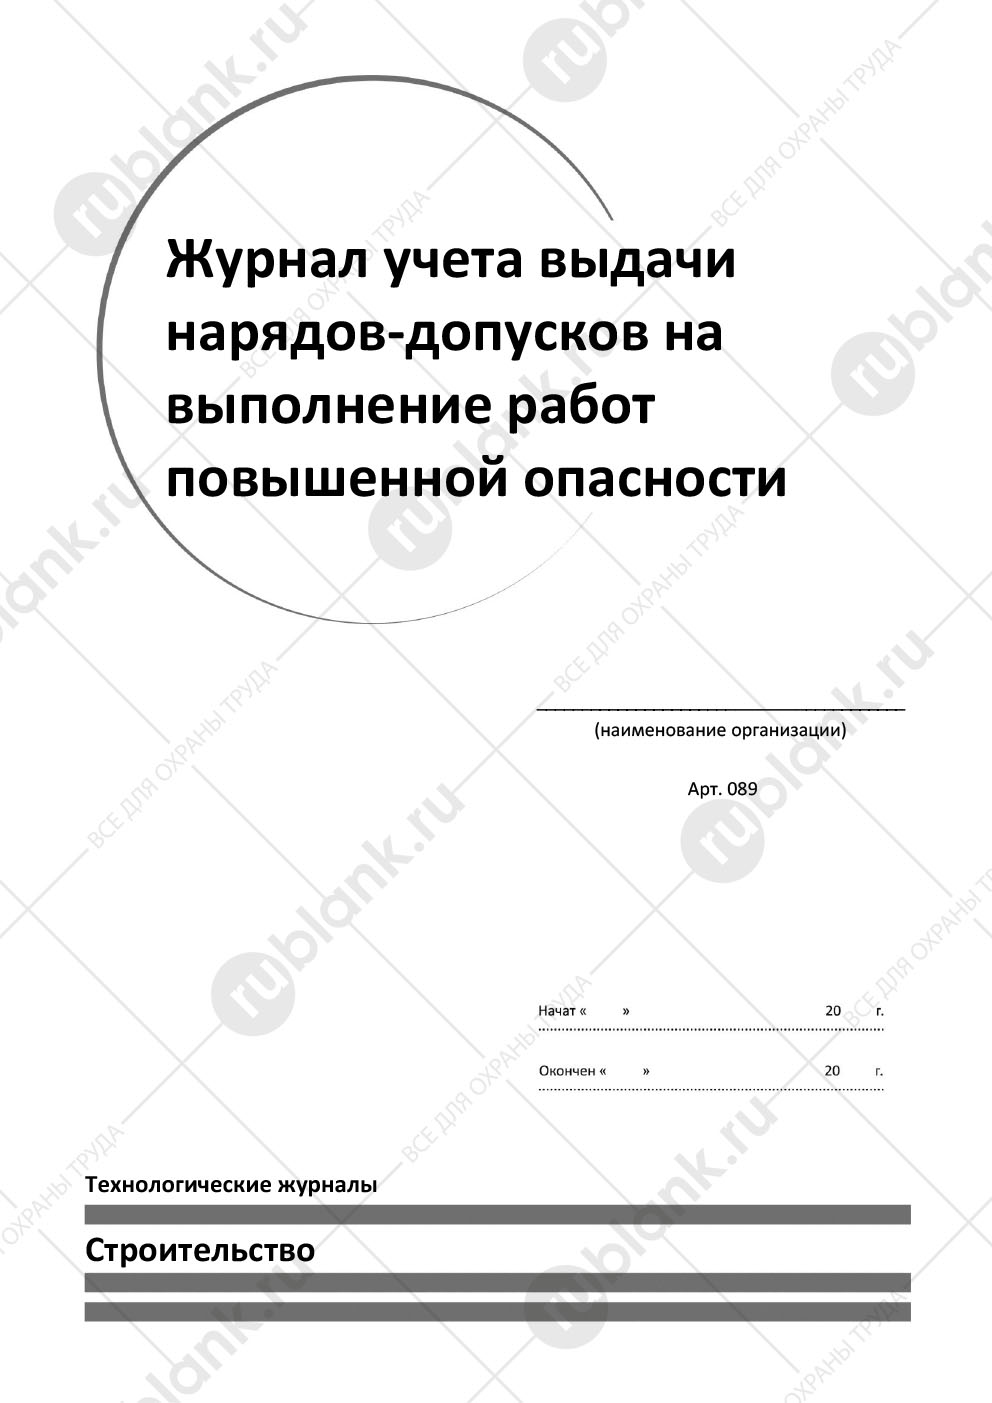 Журнал учета выдачи
нарядов-допусков на
выполнение работ
повышенной опасности
(наименование организации)
Арт. 089
Начат « » 20 г.
Окончен « » 20 г.
Технологические журналы
Строительство
rublank.ru
ВСЕ ДЛЯ ОХРАНЫ ТРУДА